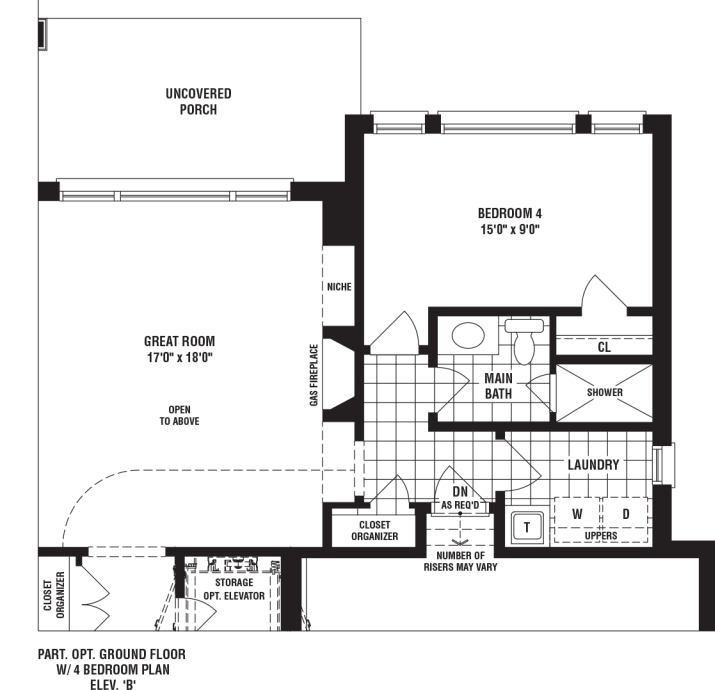 UNCOVERED
PORCH
BEDROOM 4
15'0" x 9'0"
NICHE
GREAT ROOM
17'0" x 18'0"
GAS FIREPLACE
CL
MAIN
BATH
SHOWER
OPEN
TO ABOVE
LAUNDRY
DN
AS REQ'D
W
D
T
UPPERS
CLOSET
ORGANIZER
NUMBER OF
RISERS MAY VARY
CLOSET
ORGANIZER
STORAGE
OPT. ELEVATOR
PART. OPT. GROUND FLOOR
W/ 4 BEDROOM PLAN
ELEV. 'B'